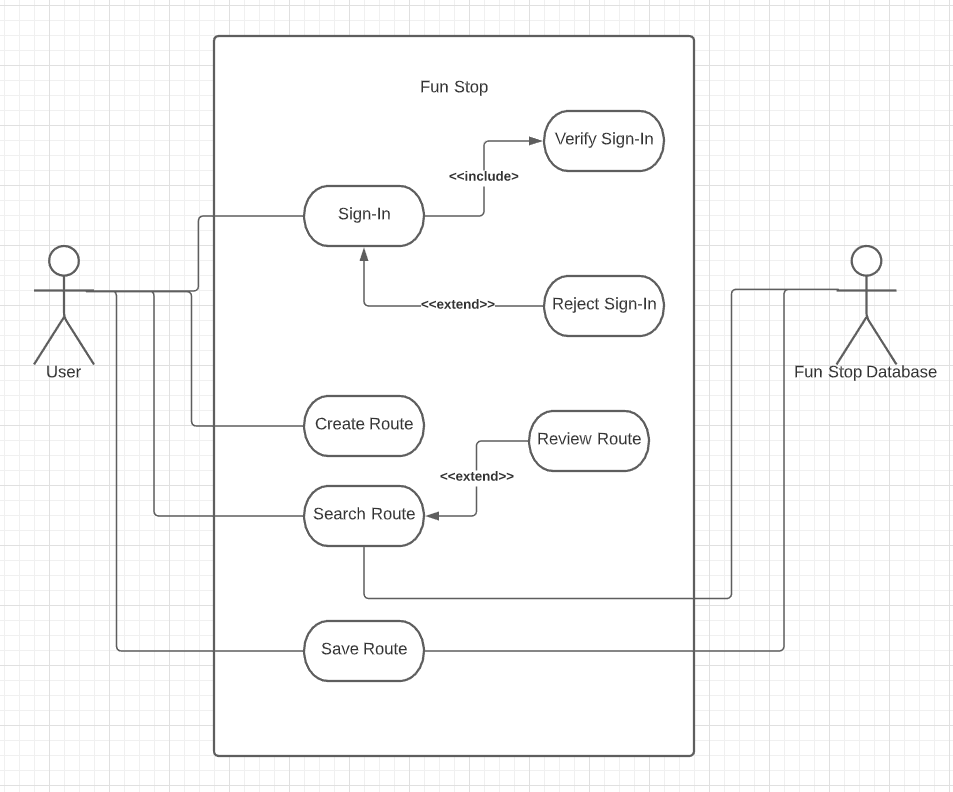 Fun Stop
Verify Sign-In
<<include>
Sign-In
<<extend>>
Reject Sign-In
User
Fun Stop Database
Create Route
Review Route
<<extend>>
Search Route
Save Route